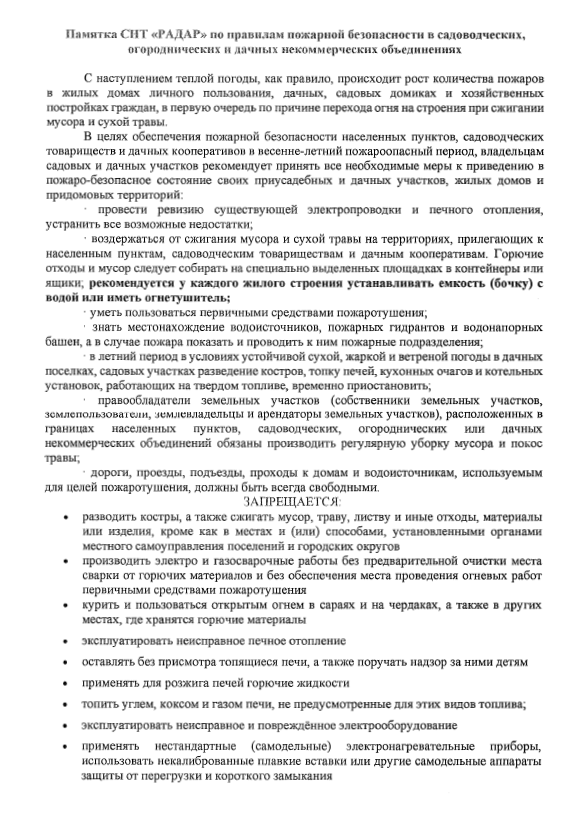 Памятка СНТ «РАДАР» по правилам пожарной безопасности в садоводческих,
огороднических и дачных некоммерческих объединениях
С наступлением теплой погоды, как правило, происходит рост количества пожаров
в жилых домах личного пользования, дачных, садовых домиках и хозяйственных
постройках граждан, в первую очередь по причине перехода огня на строения при сжигании
мусора и сухой травы.
В целях обеспечения пожарной безопасности населенных пунктов, садоводческих
товариществ и дачных кооперативов в весенне-летний пожароопасный период, владельцам
садовых и дачных участков рекомендует принять все необходимые меры к приведению в
пожаро-безопасное состояние своих приусадебных и дачных участков, жилых домов и
придомовых территорий:
· провести ревизию существующей электропроводки и печного отопления,
устранить все возможные недостатки;
· воздержаться от сжигания мусора и сухой травы на территориях, прилегающих к
населенным пунктам, садоводческим товариществам и дачным кооперативам. Горючие
отходы и мусор следует собирать на специально выделенных площадках в контейнеры или
ящики; рекомендуется у каждого жилого строения устанавливать емкость (бочку) с
водой или иметь огнетушитель;
· уметь пользоваться первичными средствами пожаротушения;
· знать местонахождение водоисточников, пожарных гидрантов и водонапорных
башен, а в случае пожара показать и проводить к ним пожарные подразделения;
· в летний период в условиях устойчивой сухой, жаркой и ветреной погоды в дачных
поселках, садовых участках разведение костров, топку печей, кухонных очагов и котельных
установок, работающих на твердом топливе, временно приостановить;
· правообладатели земельных участков (собственники земельных участков,
землепользователи, землевладельцы и арендаторы земельных участков), расположенных в
границах населенных пунктов, садоводческих, огороднических или дачных
некоммерческих объединений обязаны производить регулярную уборку мусора и покос
травы;
· дороги, проезды, подъезды, проходы к домам и водоисточникам, используемым
для целей пожаротушения, должны быть всегда свободными.
ЗАПРЕЩАЕТСЯ:
• разводить костры, а также сжигать мусор, траву, листву и иные отходы, материалы
или изделия, кроме как в местах и (или) способами, установленными органами
местного самоуправления поселений и городских округов
• производить электро и газосварочные работы без предварительной очистки места
сварки от горючих материалов и без обеспечения места проведения огневых работ
первичными средствами пожаротушения
• курить и пользоваться открытым огнем в сараях и на чердаках, а также в других
местах, где хранятся горючие материалы
• эксплуатировать неисправное печное отопление
• оставлять без присмотра топящиеся печи, а также поручать надзор за ними детям
• применять для розжига печей горючие жидкости
• топить углем, коксом и газом печи, не предусмотренные для этих видов топлива;
• эксплуатировать неисправное и повреждённое электрооборудование
• применять нестандартные (самодельные) электронагревательные приборы,
использовать некалиброванные плавкие вставки или другие самодельные аппараты
защиты от перегрузки и короткого замыкания